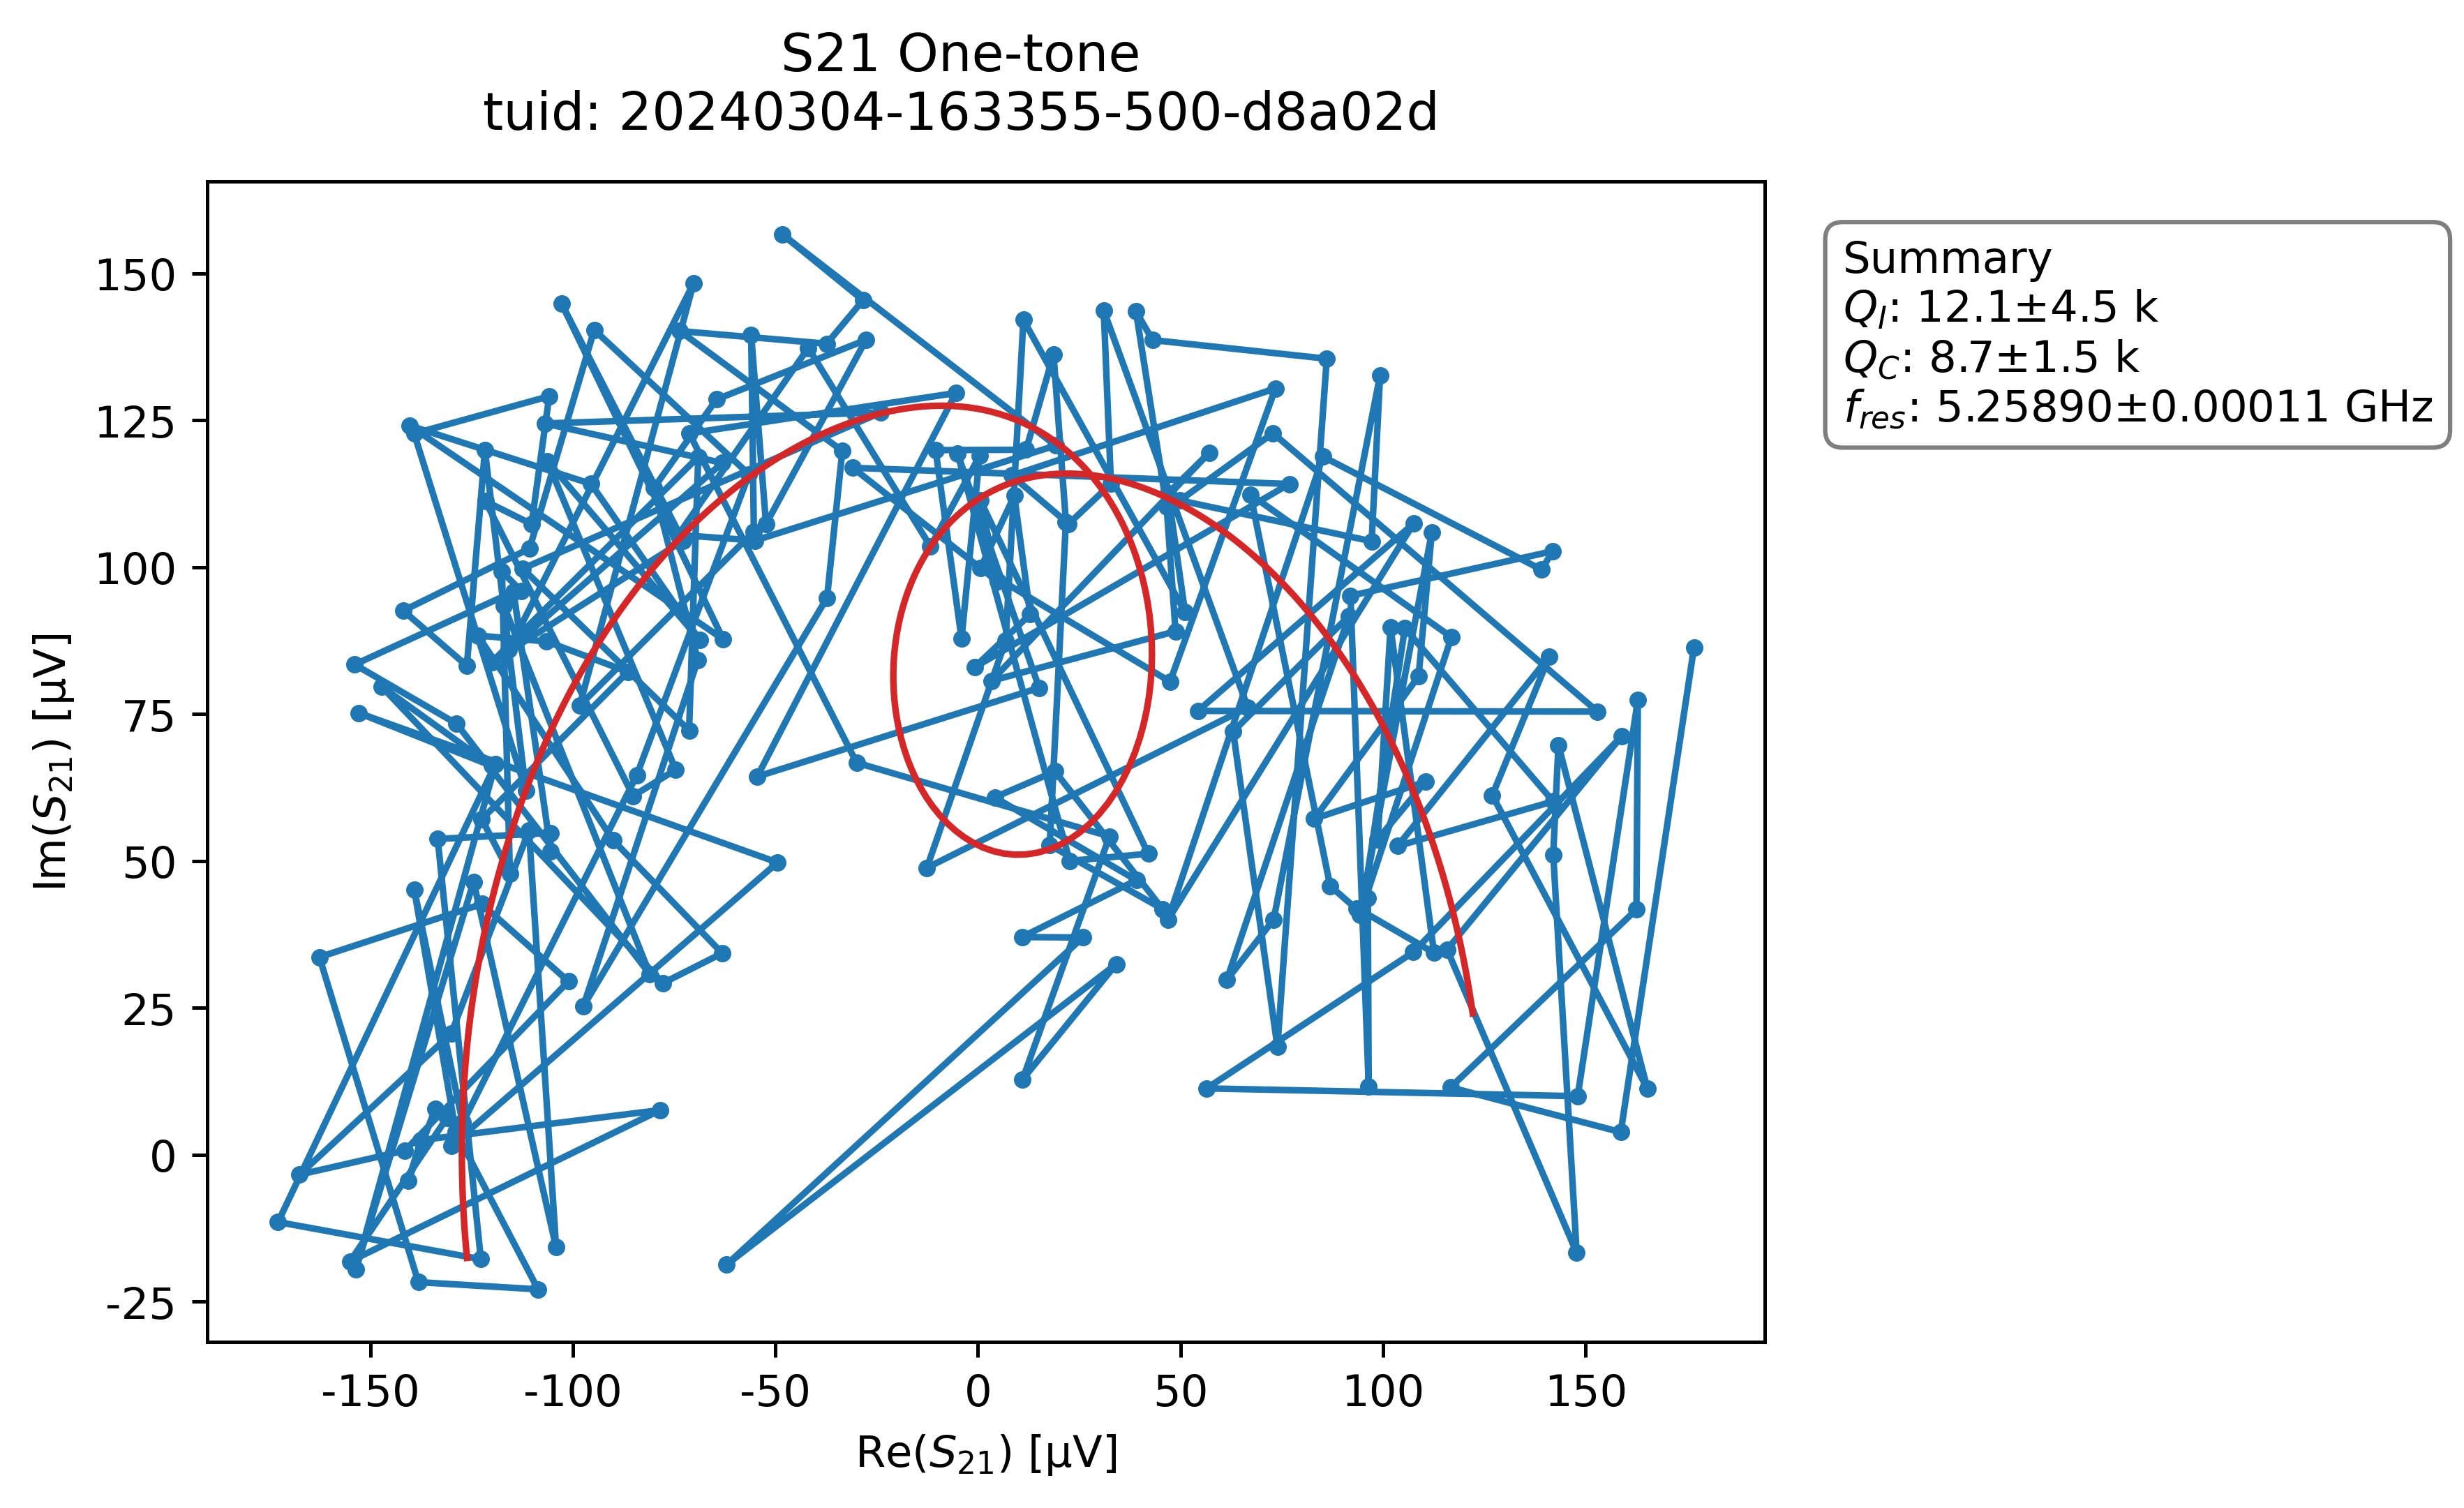 S21 One-tone
tuid: 20240304-163355-500-d8a02d
150
125
100
75
50
25
0
-25
Im(S21) [µV]
-150
-100
-50
0
50
100
150
Re(S21) [µV]
Summary
QI: 12.1±4.5 k
QC: 8.7±1.5 k
fres: 5.25890±0.00011 GHz